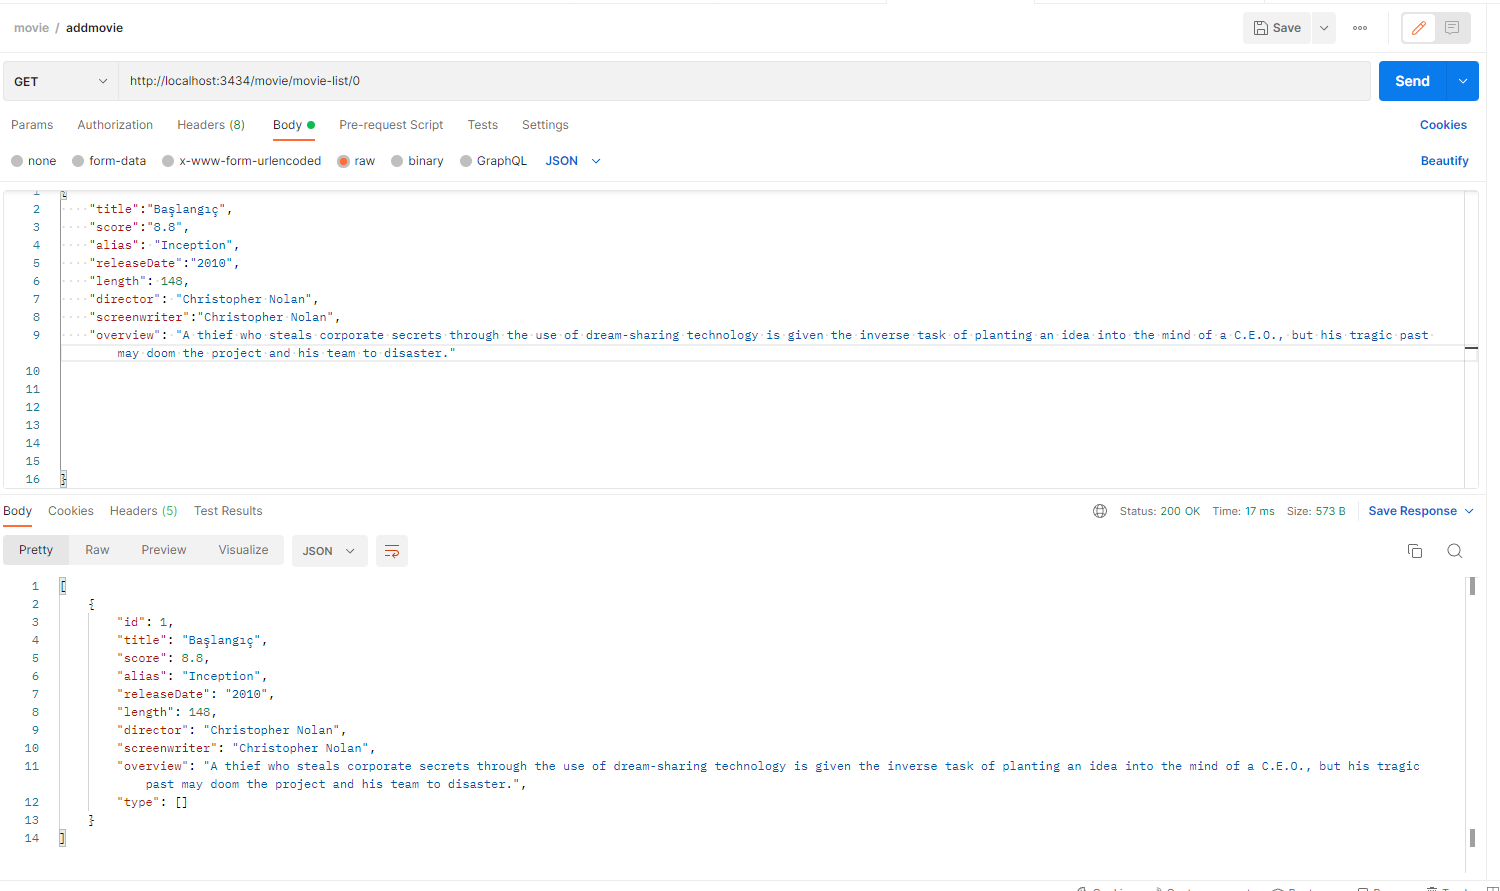 movie / addmovie
Save
GET http://localhost:3434/movie/movie-list/0 Send
Params Authorization Headers (8) Body Pre-request Script Tests Settings Cookies
none form-data x-www-form-urlencoded raw binary GraphQL JSON Beautify
1 {
2 "title":"Başlangıç",
3 "score":"8.8",
4 "alias": "Inception",
5 "releaseDate":"2010",
6 "length": 148,
7 "director": "Christopher Nolan",
8 "screenwriter":"Christopher Nolan",
9 "overview": "A thief who steals corporate secrets through the use of dream-sharing technology is given the inverse task of planting an idea into the mind of a C.E.O., but his tragic past
may doom the project and his team to disaster."
10
11
12
13
14
15
16 }
Body Cookies Headers (5) Test Results Status: 200 OK Time: 17 ms Size: 573 B Save Response
Pretty Raw Preview Visualize JSON
1 [
2 {
3 "id": 1,
4 "title": "Başlangıç",
5 "score": 8.8,
6 "alias": "Inception",
7 "releaseDate": "2010",
8 "length": 148,
9 "director": "Christopher Nolan",
10 "screenwriter": "Christopher Nolan",
11 "overview": "A thief who steals corporate secrets through the use of dream-sharing technology is given the inverse task of planting an idea into the mind of a C.E.O., but his tragic
past may doom the project and his team to disaster.",
12 "type": []
13 }
14 ]